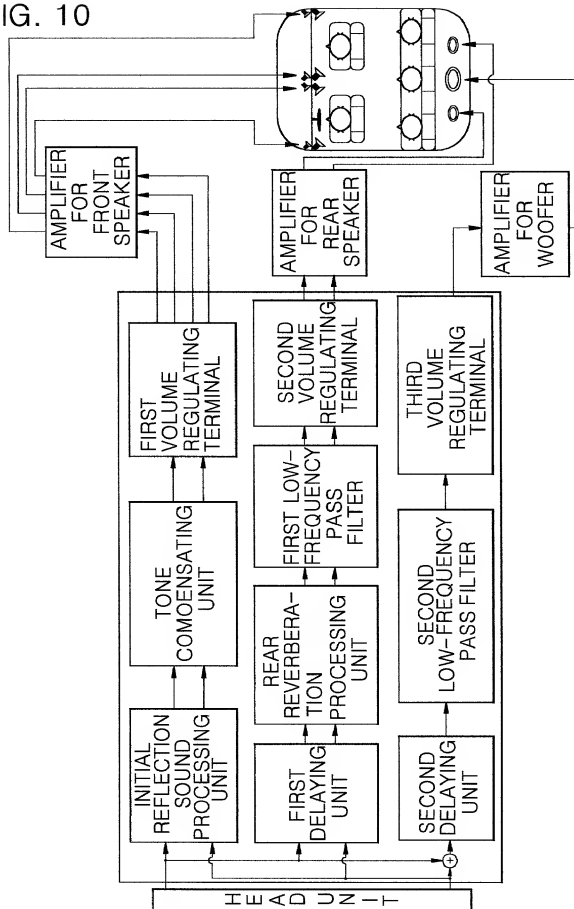 IG. 10
HEAD UNIT
INITIAL
REFLECTION
SOUND
PROCESSING
UNIT
TONE
COMOENSATING
UNIT
FIRST
VOLUME
REGULATING
TERMINAL
AMPLIFIER
FOR
FRONT
SPEAKER
FIRST
DELAYING
UNIT
REAR
REVERBERA-
TION
PROCESSING
UNIT
FIRST LOW-
FREQUENCY
PASS
FILTER
SECOND
VOLUME
REGULATING
TERMINAL
AMPLIFIER
FOR
REAR
SPEAKER
SECOND
DELAYING
UNIT
SECOND
LOW-FREQUENCY
PASS FILTER
THIRD
VOLUME
REGULATING
TERMINAL
AMPLIFIER
FOR
WOOFER